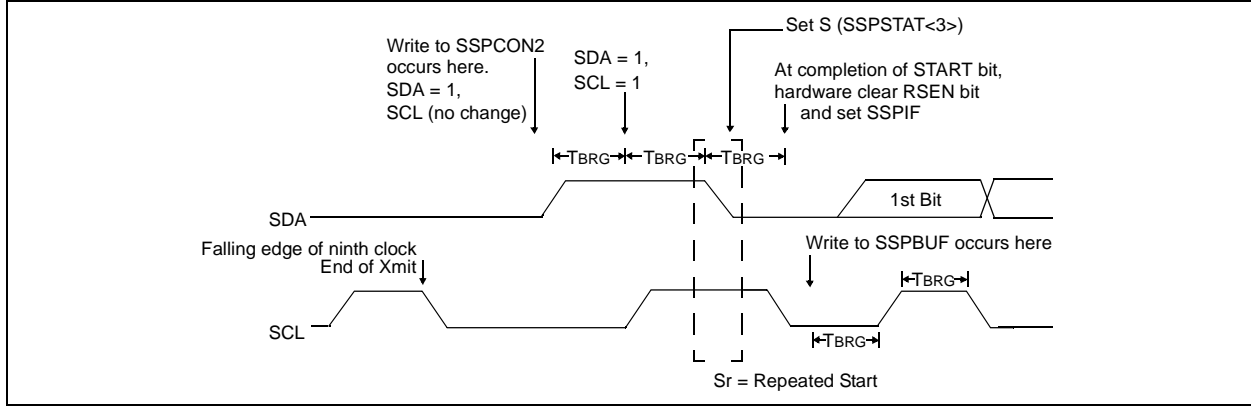 Set S (SSPSTAT<3>)
Write to SSPCON2
occurs here.
SDA = 1,
SCL (no change)
SDA = 1,
SCL = 1
At completion of START bit,
hardware clear RSEN bit
and set SSPIF
TBRG
TBRG
TBRG
SDA
1st Bit
Falling edge of ninth clock
End of Xmit
Write to SSPBUF occurs here
TBRG
SCL
TBRG
Sr = Repeated Start